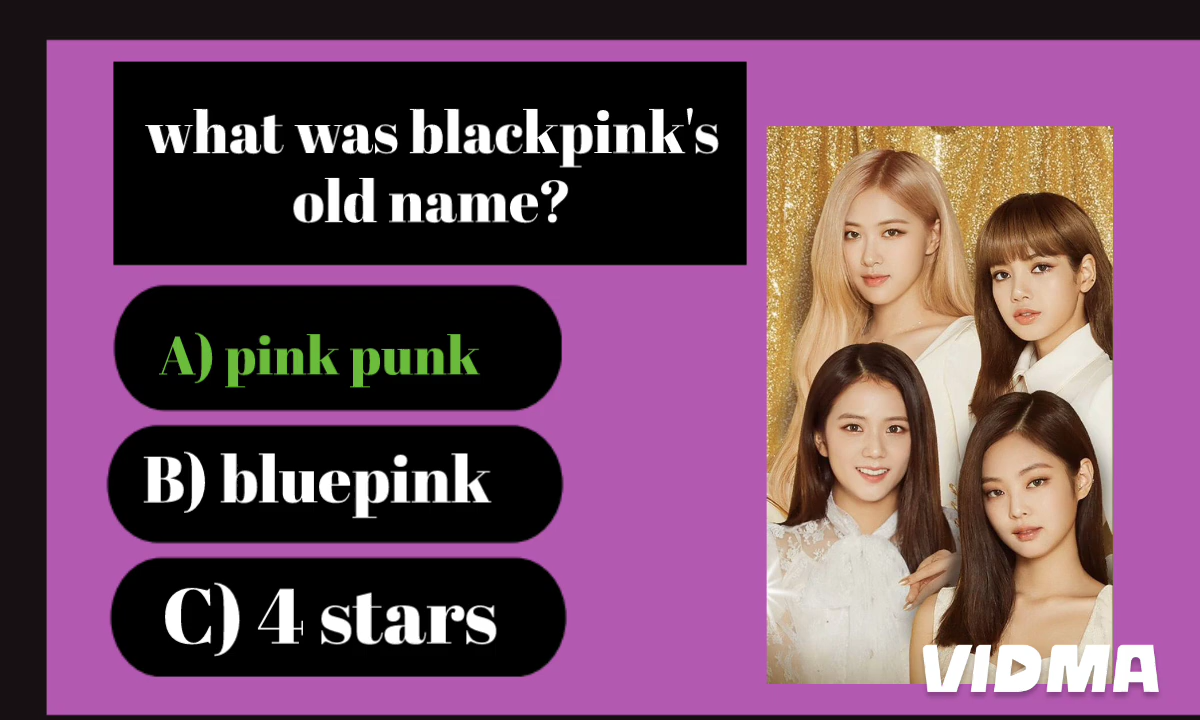 what was blackpink's
old name?
A) pink punk
B) bluepink
C) 4 stars
VIDMA